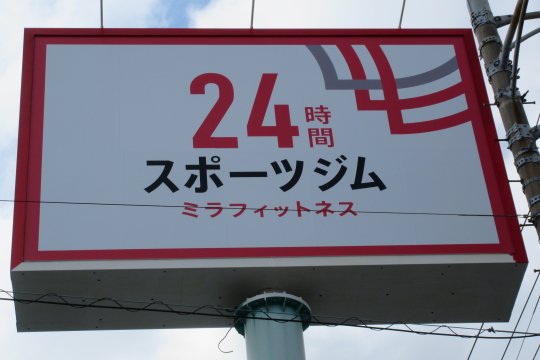 24時間
スポーツジム
ミラフィットネス